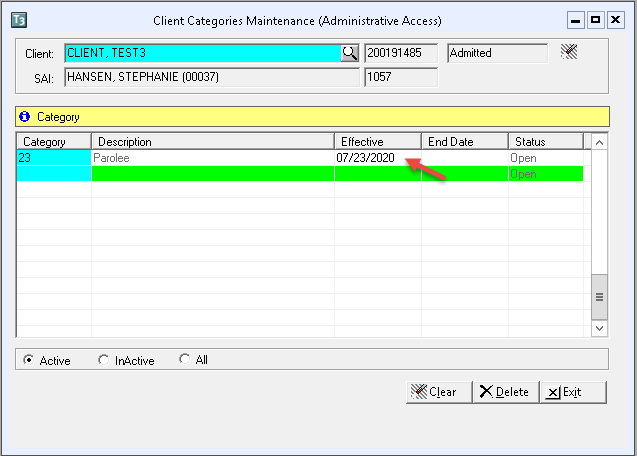 T3 Client Categories Maintenance (Administrative Access)
Client: CLIENT, TEST3 200191485 Admitted
SAI: HANSEN, STEPHANIE (00037) 1057
Category
Category Description Effective End Date Status
23 Parolee 07/23/2020 Open
Open
Active InActive All
Clear Delete Exit